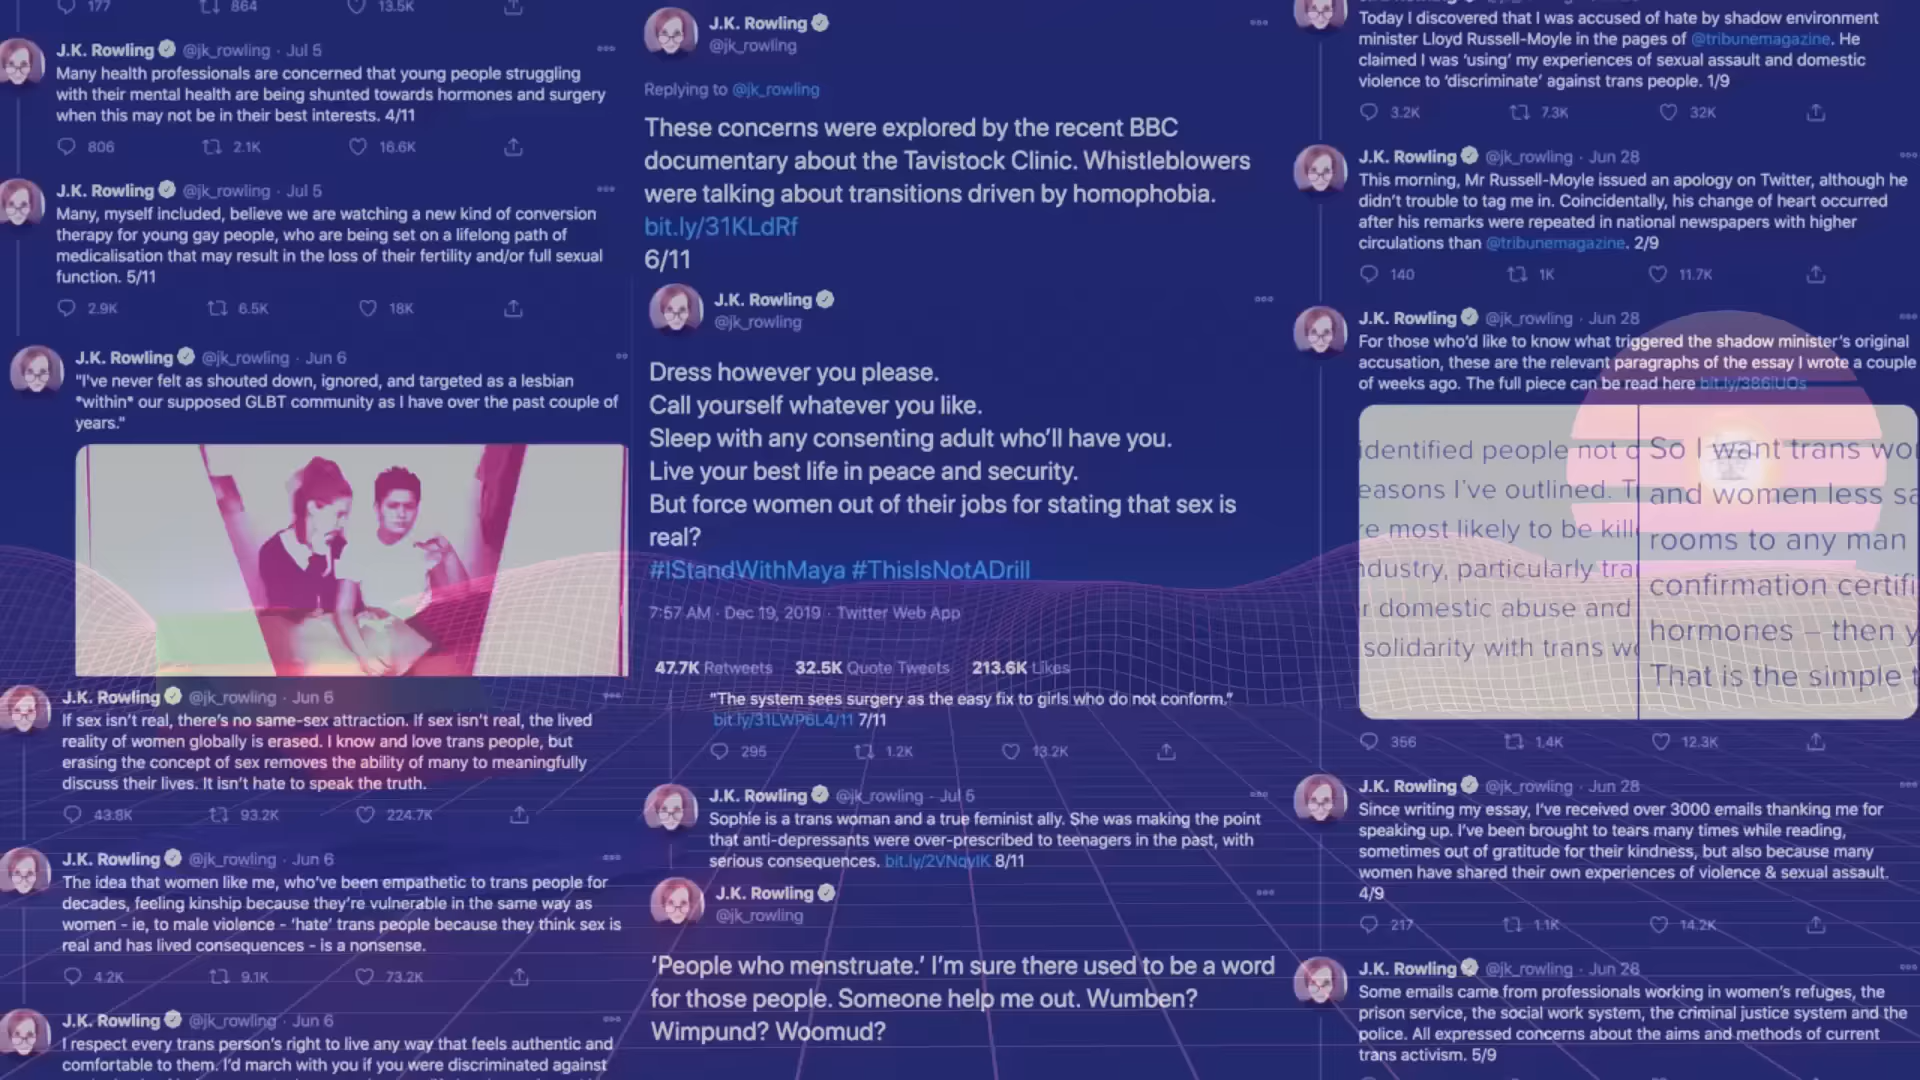 177 864 13.5K
J.K. Rowling @jk_rowling · Jul 5
Many health professionals are concerned that young people struggling
with their mental health are being shunted towards hormones and surgery
when this may not be in their best interests. 4/11
806 2.1K 16.6K
J.K. Rowling @jk_rowling · Jul 5
Many, myself included, believe we are watching a new kind of conversion
therapy for young gay people, who are being set on a lifelong path of
medicalisation that may result in the loss of their fertility and/or full sexual
function. 5/11
2.9K 6.5K 18K
J.K. Rowling @jk_rowling · Jun 6
"I've never felt as shouted down, ignored, and targeted as a lesbian
*within* our supposed GLBT community as I have over the past couple of
years."
J.K. Rowling @jk_rowling · Jun 6
If sex isn't real, there's no same-sex attraction. If sex isn't real, the lived
reality of women globally is erased. I know and love trans people, but
erasing the concept of sex removes the ability of many to meaningfully
discuss their lives. It isn't hate to speak the truth.
43.8K 93.2K 224.7K
J.K. Rowling @jk_rowling · Jun 6
The idea that women like me, who've been empathetic to trans people for
decades, feeling kinship because they're vulnerable in the same way as
women - ie, to male violence - 'hate' trans people because they think sex is
real and has lived consequences - is a nonsense.
4.2K 9.1K 73.2K
J.K. Rowling @jk_rowling · Jun 6
I respect every trans person's right to live any way that feels authentic and
comfortable to them. I'd march with you if you were discriminated against
J.K. Rowling
@jk_rowling
Replying to @jk_rowling
These concerns were explored by the recent BBC
documentary about the Tavistock Clinic. Whistleblowers
were talking about transitions driven by homophobia.
bit.ly/31KLdRf
6/11
J.K. Rowling
@jk_rowling
Dress however you please.
Call yourself whatever you like.
Sleep with any consenting adult who'll have you.
Live your best life in peace and security.
But force women out of their jobs for stating that sex is
real?
#IStandWithMaya #ThisIsNotADrill
7:57 AM · Dec 19, 2019 · Twitter Web App
47.7K Retweets 32.5K Quote Tweets 213.6K Likes
"The system sees surgery as the easy fix to girls who do not conform."
bit.ly/31LWP6L4/11 7/11
295 1.2K 13.2K
J.K. Rowling @jk_rowling · Jul 5
Sophie is a trans woman and a true feminist ally. She was making the point
that anti-depressants were over-prescribed to teenagers in the past, with
serious consequences. bit.ly/2VNqyIK 8/11
J.K. Rowling
@jk_rowling
'People who menstruate.' I'm sure there used to be a word
for those people. Someone help me out. Wumben?
Wimpund? Woomud?
Today I discovered that I was accused of hate by shadow environment
minister Lloyd Russell-Moyle in the pages of @tribunemagazine. He
claimed I was 'using' my experiences of sexual assault and domestic
violence to 'discriminate' against trans people. 1/9
3.2K 7.3K 32K
J.K. Rowling @jk_rowling · Jun 28
This morning, Mr Russell-Moyle issued an apology on Twitter, although he
didn't trouble to tag me in. Coincidentally, his change of heart occurred
after his remarks were repeated in national newspapers with higher
circulations than @tribunemagazine. 2/9
140 1K 11.7K
J.K. Rowling @jk_rowling · Jun 28
For those who'd like to know what triggered the shadow minister's original
accusation, these are the relevant paragraphs of the essay I wrote a couple
of weeks ago. The full piece can be read here bit.ly/386iUOs
identified people not
easons I've outlined.
re most likely to be
ndustry, particularly
r domestic abuse and
solidarity with trans
So I want trans
and women less
rooms to any man
confirmation
hormones – then
That is the simple
356 1.4K 12.3K
J.K. Rowling @jk_rowling · Jun 28
Since writing my essay, I've received over 3000 emails thanking me for
speaking up. I've been brought to tears many times while reading,
sometimes out of gratitude for their kindness, but also because many
women have shared their own experiences of violence & sexual assault.
4/9
217 1.1K 14.2K
J.K. Rowling @jk_rowling · Jun 28
Some emails came from professionals working in women's refuges, the
prison service, the social work system, the criminal justice system and the
police. All expressed concerns about the aims and methods of current
trans activism. 5/9